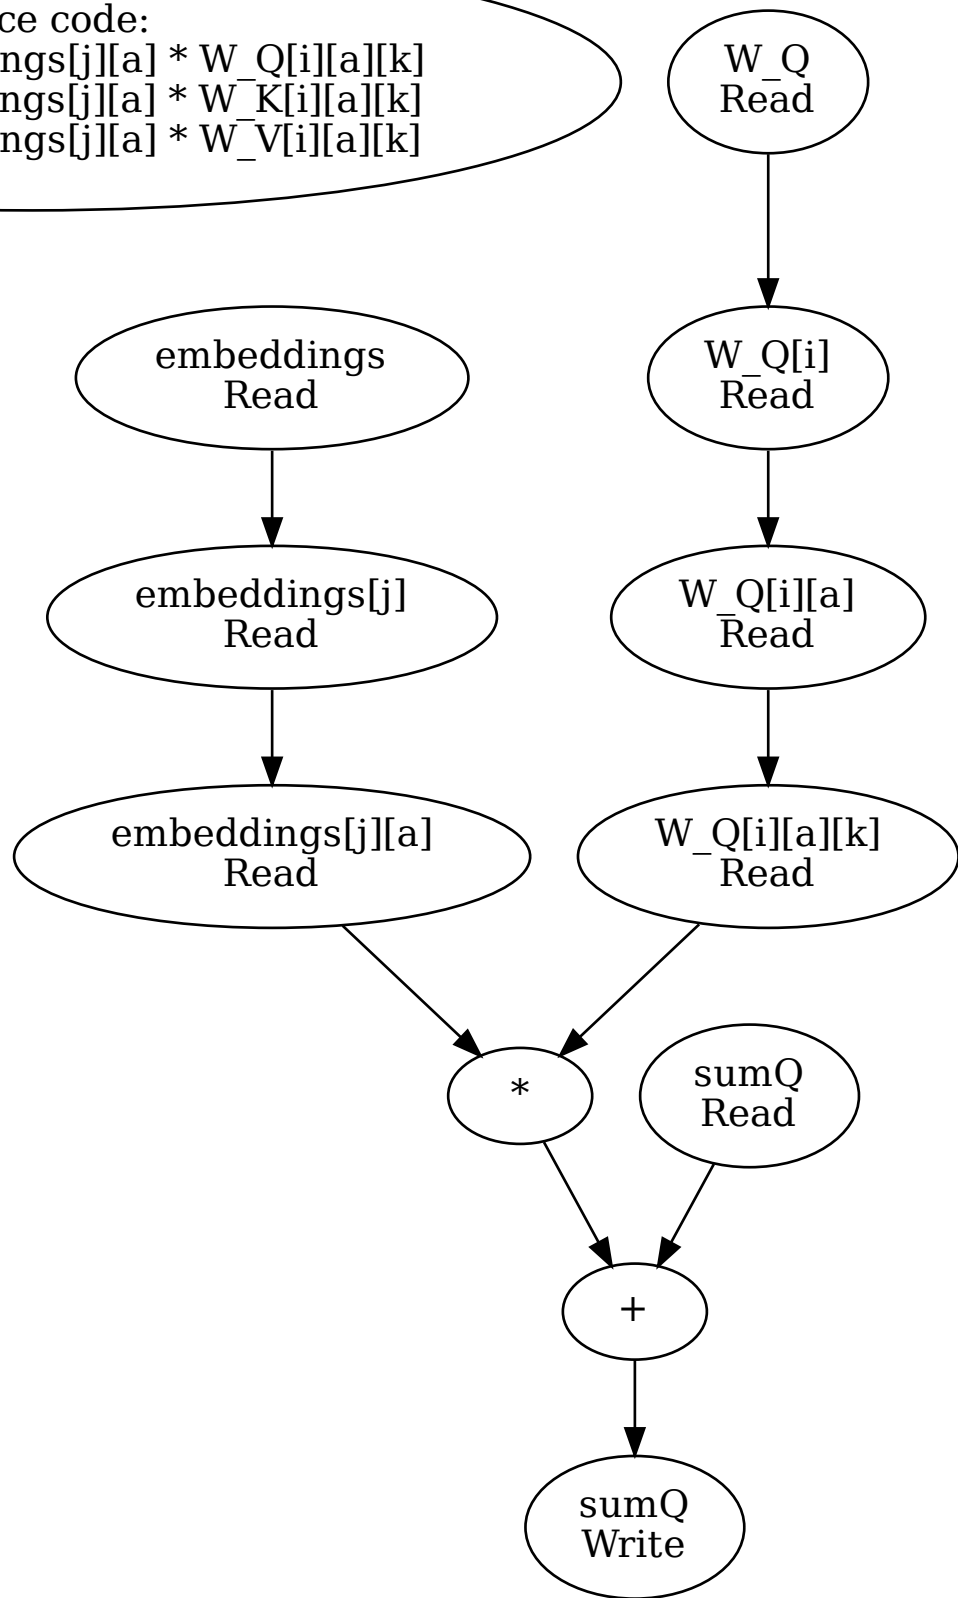 ce code:
ngs[j][a] * W_Q[i][a][k]
ngs[j][a] * W_K[i][a][k]
ngs[j][a] * W_V[i][a][k]
W_Q
Read
embeddings
Read
W_Q[i]
Read
embeddings[j]
Read
W_Q[i][a]
Read
embeddings[j][a]
Read
W_Q[i][a][k]
Read
*
sumQ
Read
+
sumQ
Write